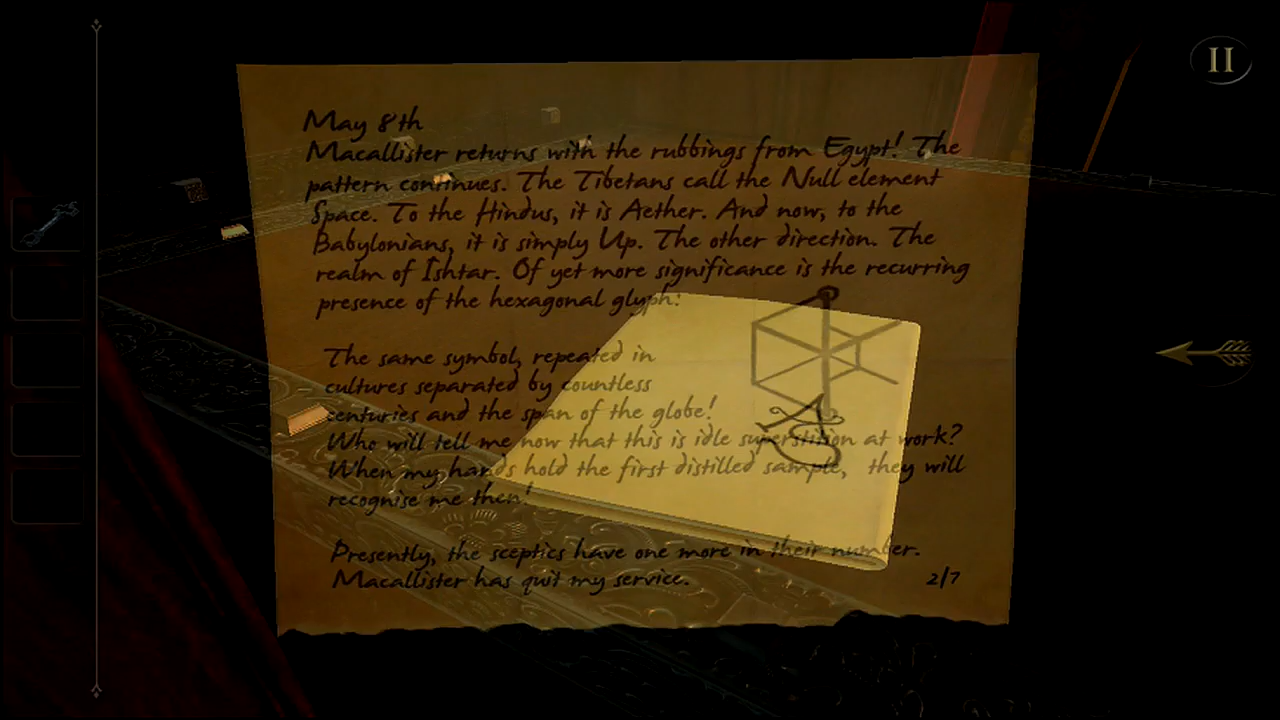 II
May 8th
Macallister returns with the rubbings from Egypt! The
pattern continues. The Tibetans call the Null element
Space. To the Hindus, it is Aether. And now, to the
Babylonians, it is simply Up. The other direction. The
realm of Ishtar. Of yet more significance is the recurring
presence of the hexagonal glyph:
The same symbol, repeated in
cultures separated by countless
centuries and the span of the globe!
Who will tell me now that this is idle superstition at work?
When my hands hold the first distilled sample, they will
recognise me then!
Presently, the sceptics have one more in their number.
Macallister has quit my service.
2/7